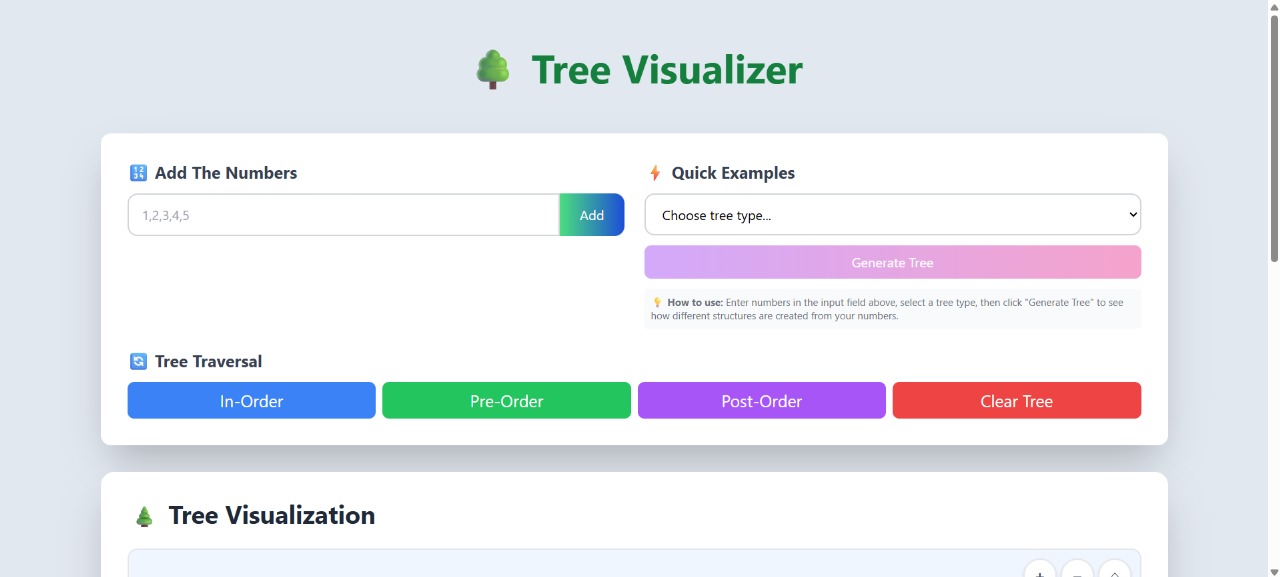 Tree Visualizer
Add The Numbers
1,2,3,4,5
Add
Quick Examples
Choose tree type...
Generate Tree
How to use: Enter numbers in the input field above, select a tree type, then click "Generate Tree" to see
how different structures are created from your numbers.
Tree Traversal
In-Order
Pre-Order
Post-Order
Clear Tree
Tree Visualization